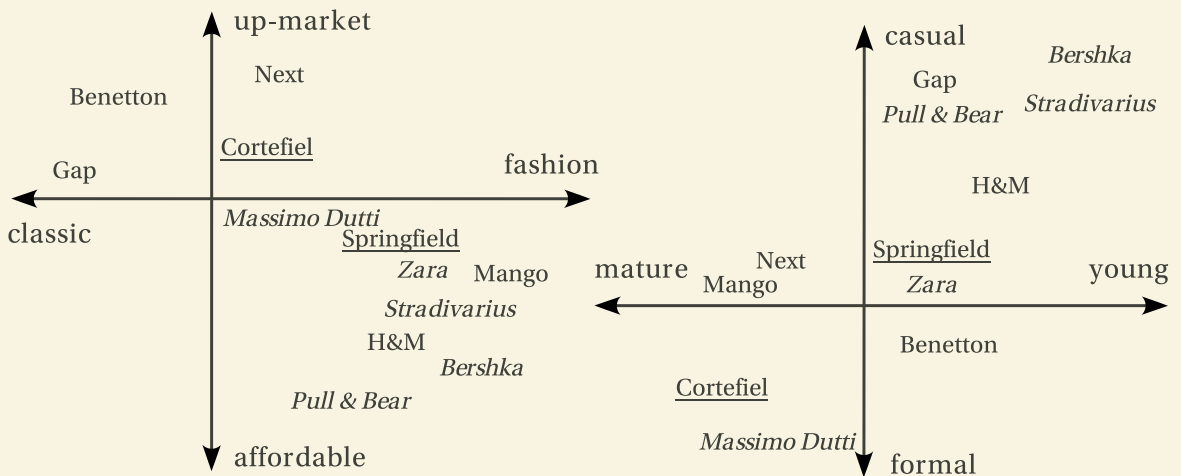 up-market
Next
Benetton
Cortefiel
fashion
Gap
classic
Massimo Dutti
Springfield
Zara
Mango
Stradivarius
H&M
Bershka
Pull & Bear
affordable
casual
Bershka
Gap
Stradivarius
Pull & Bear
H&M
Springfield
Next
mature
young
Mango
Zara
Benetton
Cortefiel
Massimo Dutti
formal